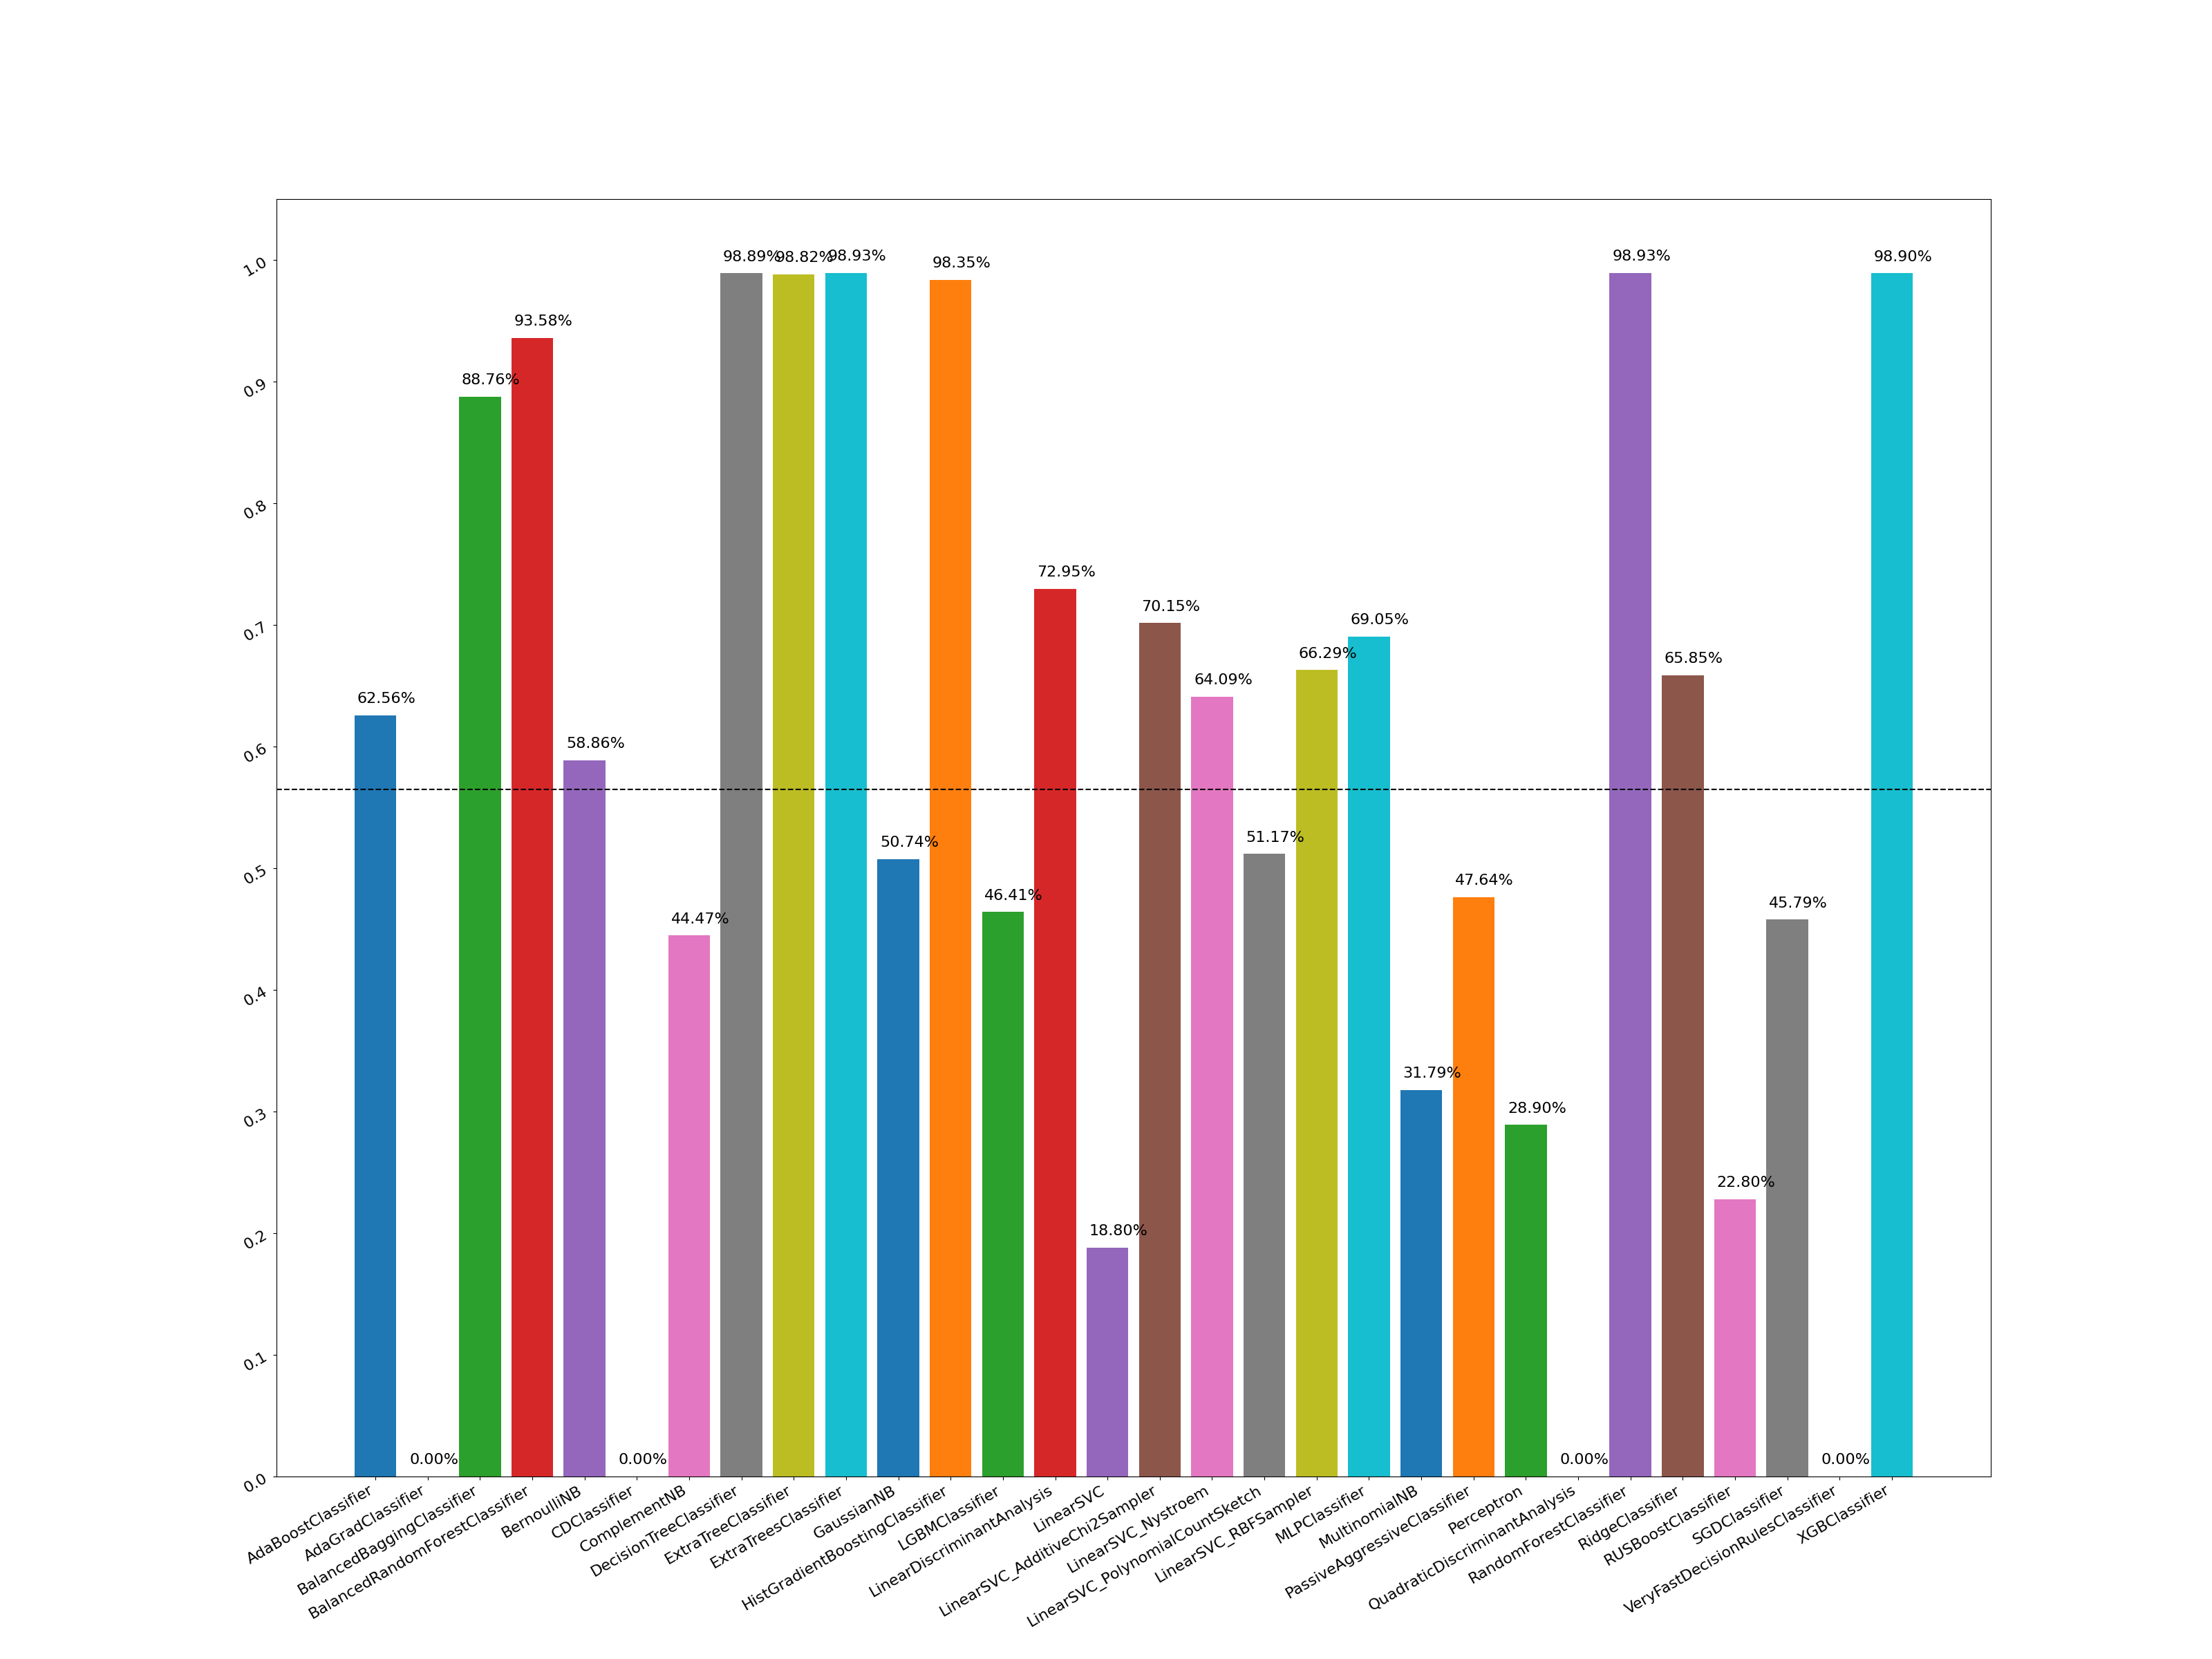 1.0
0.9
0.8
0.7
0.6
0.5
0.4
0.3
0.2
0.1
0.0
62.56%
0.00%
88.76%
93.58%
58.86%
0.00%
44.47%
98.89%
98.82%
98.93%
50.74%
98.35%
46.41%
72.95%
18.80%
70.15%
64.09%
51.17%
66.29%
69.05%
31.79%
47.64%
28.90%
0.00%
98.93%
65.85%
22.80%
45.79%
0.00%
98.90%
AdaBoostClassifier
AdaGradClassifier
BalancedBaggingClassifier
BalancedRandomForestClassifier
BernoulliNB
CDClassifier
ComplementNB
DecisionTreeClassifier
ExtraTreeClassifier
ExtraTreesClassifier
GaussianNB
HistGradientBoostingClassifier
LGBMClassifier
LinearDiscriminantAnalysis
LinearSVC
LinearSVC_AdditiveChi2Sampler
LinearSVC_Nystroem
LinearSVC_PolynomialCountSketch
LinearSVC_RBFSampler
MLPClassifier
MultinomialNB
PassiveAggressiveClassifier
Perceptron
QuadraticDiscriminantAnalysis
RandomForestClassifier
RidgeClassifier
RUSBoostClassifier
SGDClassifier
VeryFastDecisionRulesClassifier
XGBClassifier